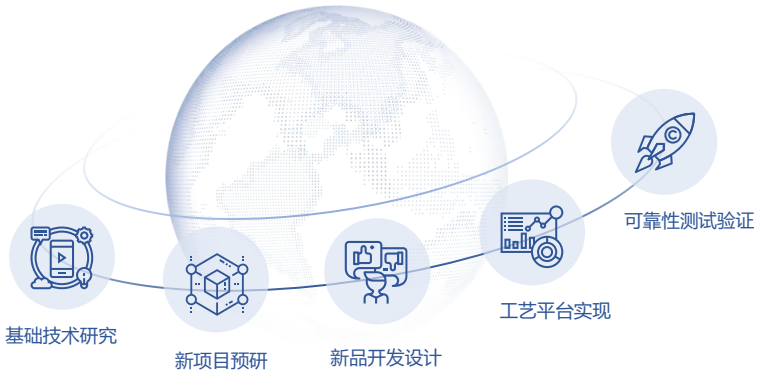 基础技术研究
新项目预研
新品开发设计
工艺平台实现
可靠性测试验证